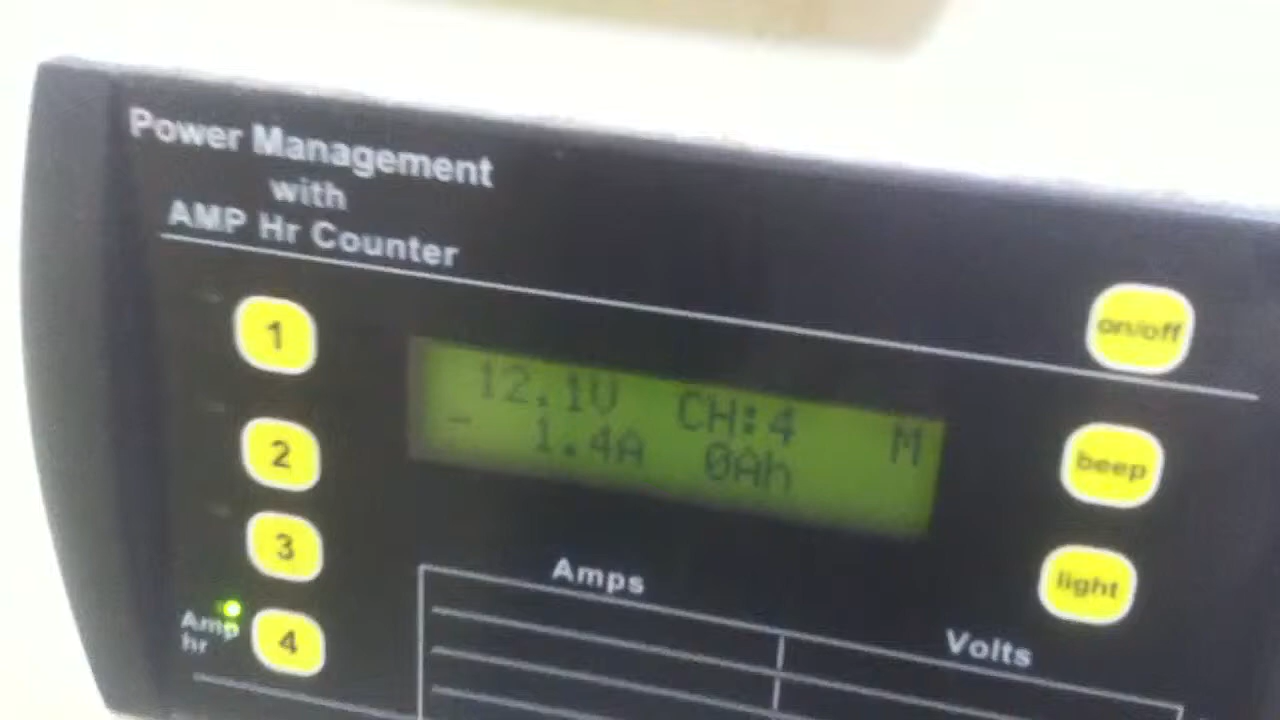 Power Management
with
AMP Hr Counter
1
on/off
12.1V CH:4 M
- 1.4A 0Ah
2
beep
3
Amps
light
Amp
hr
4
Volts